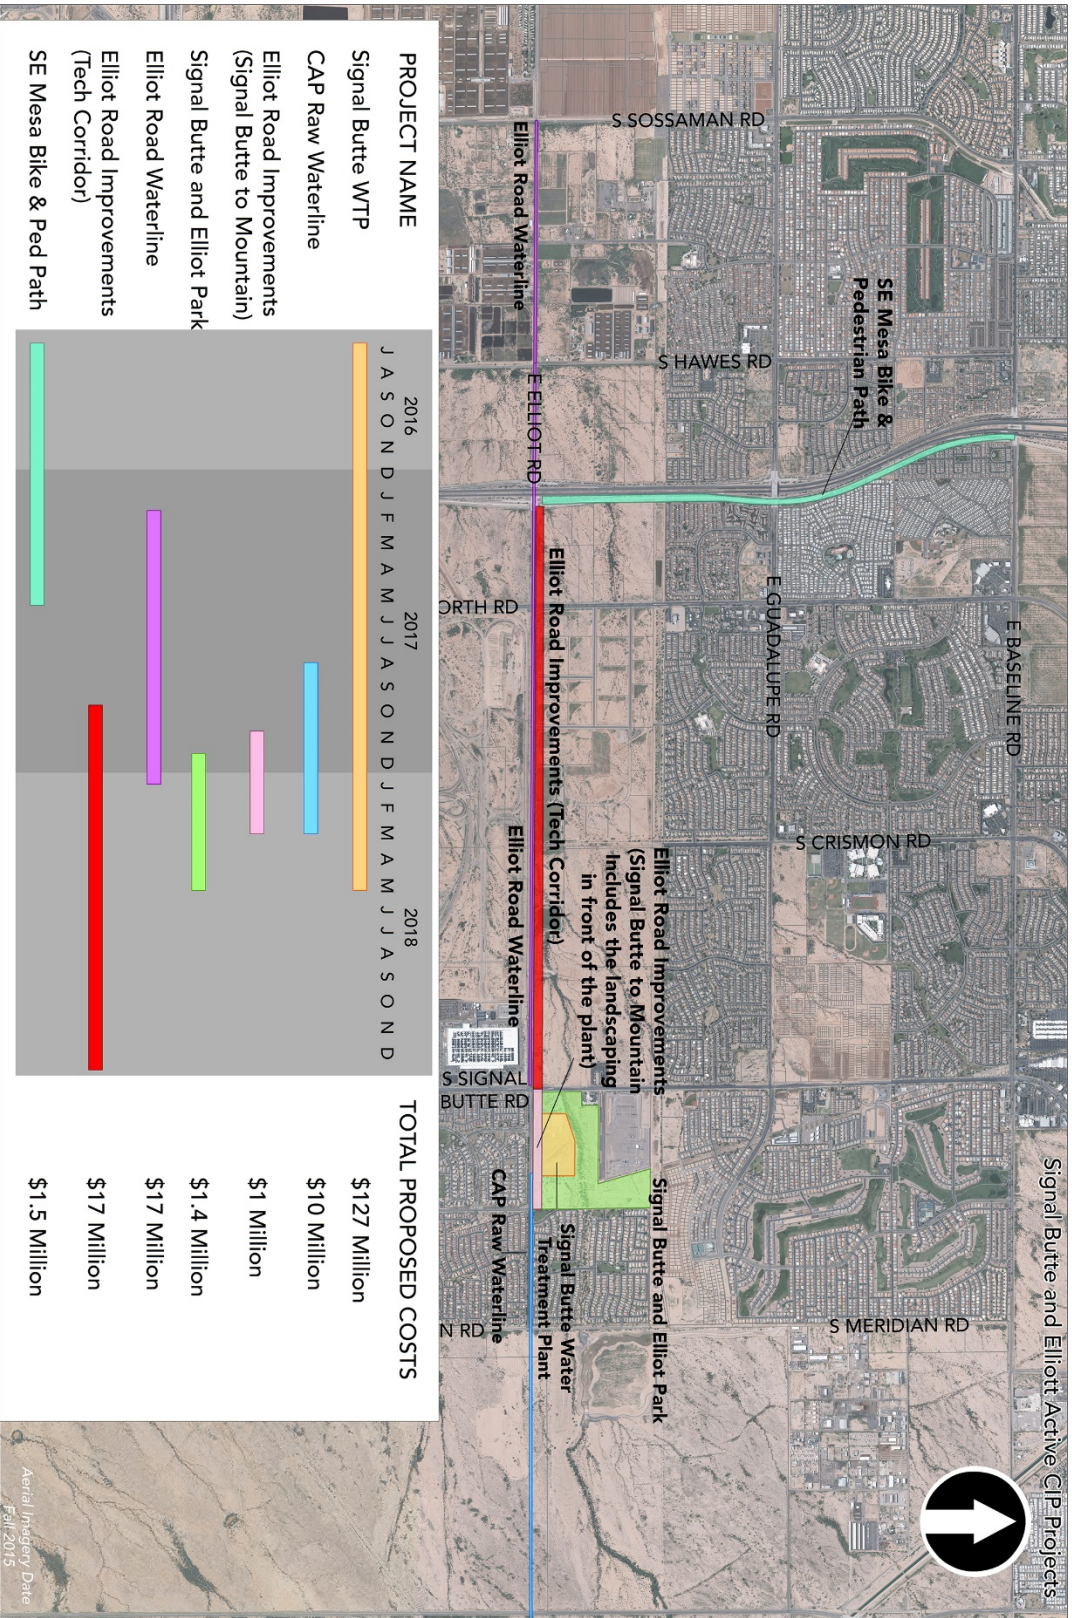 Signal Butte and Elliott Active CIP Projects
E BASELINE RD
SE Mesa Bike &
Pedestrian Path
E GUADALUPE RD
S SOSSAMAN RD
S HAWES RD
S CRISMON RD
S MERIDIAN RD
Elliot Road Improvements
(Signal Butte to Mountain
Includes the landscaping
in front of the plant)
Signal Butte and Elliot Park
Elliot Road Improvements (Tech Corridor)
Signal Butte Water
Treatment Plant
E ELLIOT RD
Elliot Road Waterline
Elliot Road Waterline
CAP Raw Waterline
ORTH RD
S SIGNAL
BUTTE RD
N RD
PROJECT NAME
2016 2017 2018
TOTAL PROPOSED COSTS
J A S O N D J F M A M J J A S O N D J F M A M J J A S O N D
Signal Butte WTP $127 Million
CAP Raw Waterline $10 Million
Elliot Road Improvements
(Signal Butte to Mountain) $1 Million
Signal Butte and Elliot Park $1.4 Million
Elliot Road Waterline $17 Million
Elliot Road Improvements
(Tech Corridor) $17 Million
SE Mesa Bike & Ped Path $1.5 Million
Aerial Imagery Date
Fall 2015